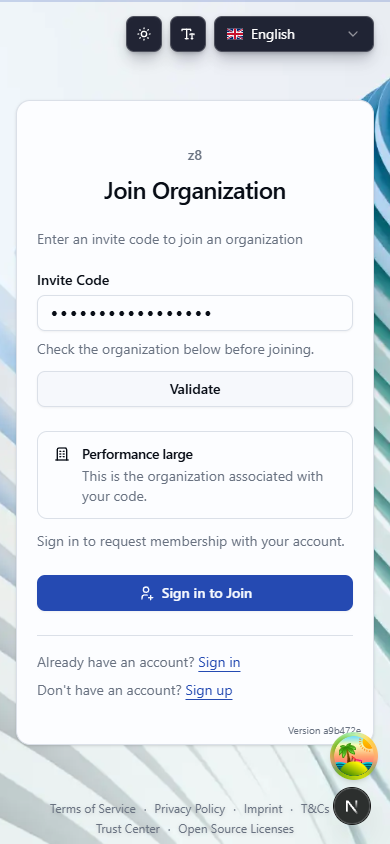 English
z8
Join Organization
Enter an invite code to join an organization
Invite Code
•••••••••••••••••
Check the organization below before joining.
Validate
Performance large
This is the organization associated with
your code.
Sign in to request membership with your account.
Sign in to Join
Already have an account? Sign in
Don't have an account? Sign up
Version a9b472e
Terms of Service · Privacy Policy · Imprint · T&Cs
N
Trust Center · Open Source Licenses